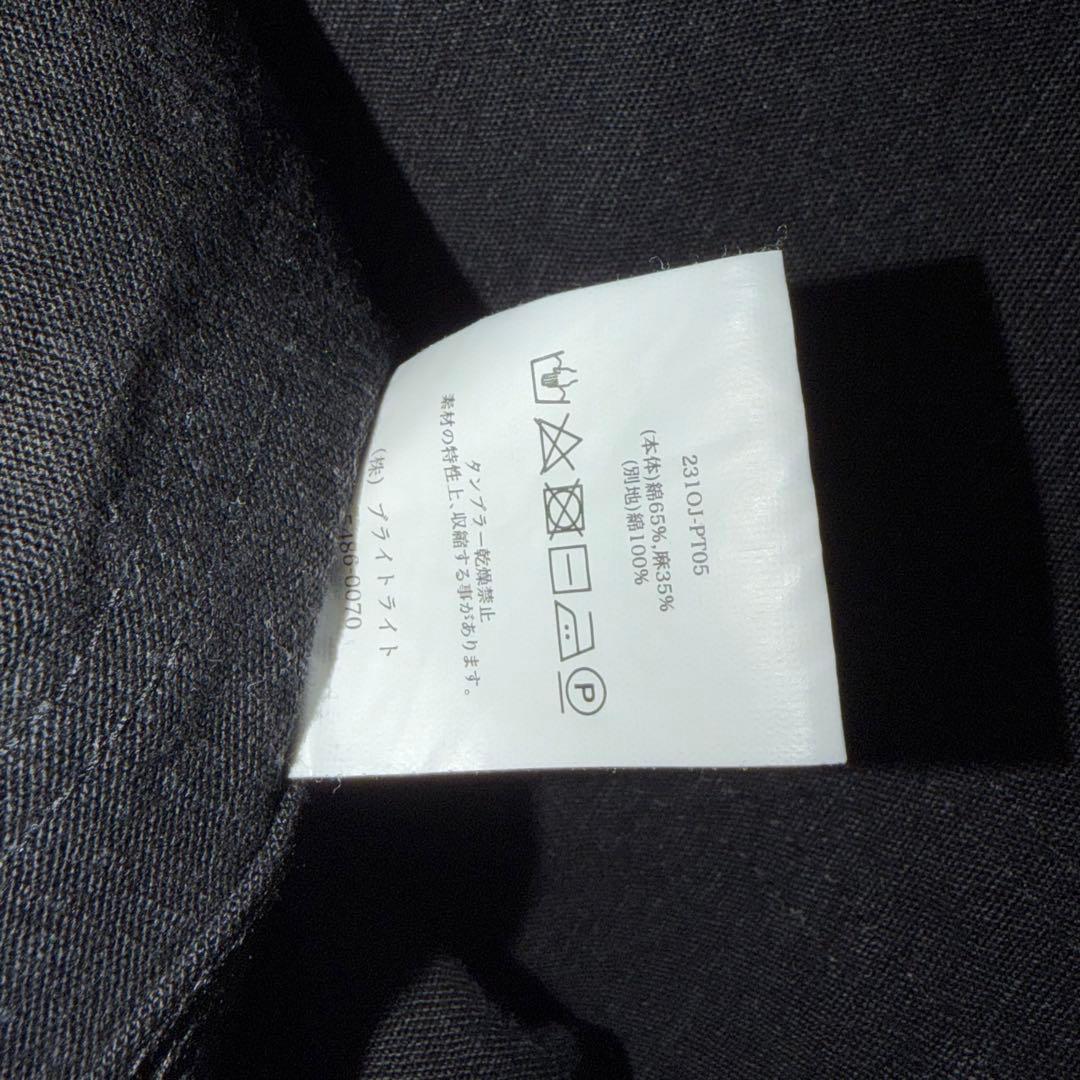 231OJ-PT05
(本体)綿65%,麻35%
(別地)綿100%
P
タンブラー乾燥禁止
素材の特性上、収縮する事があります。
(株) ブライトライト
486-0070